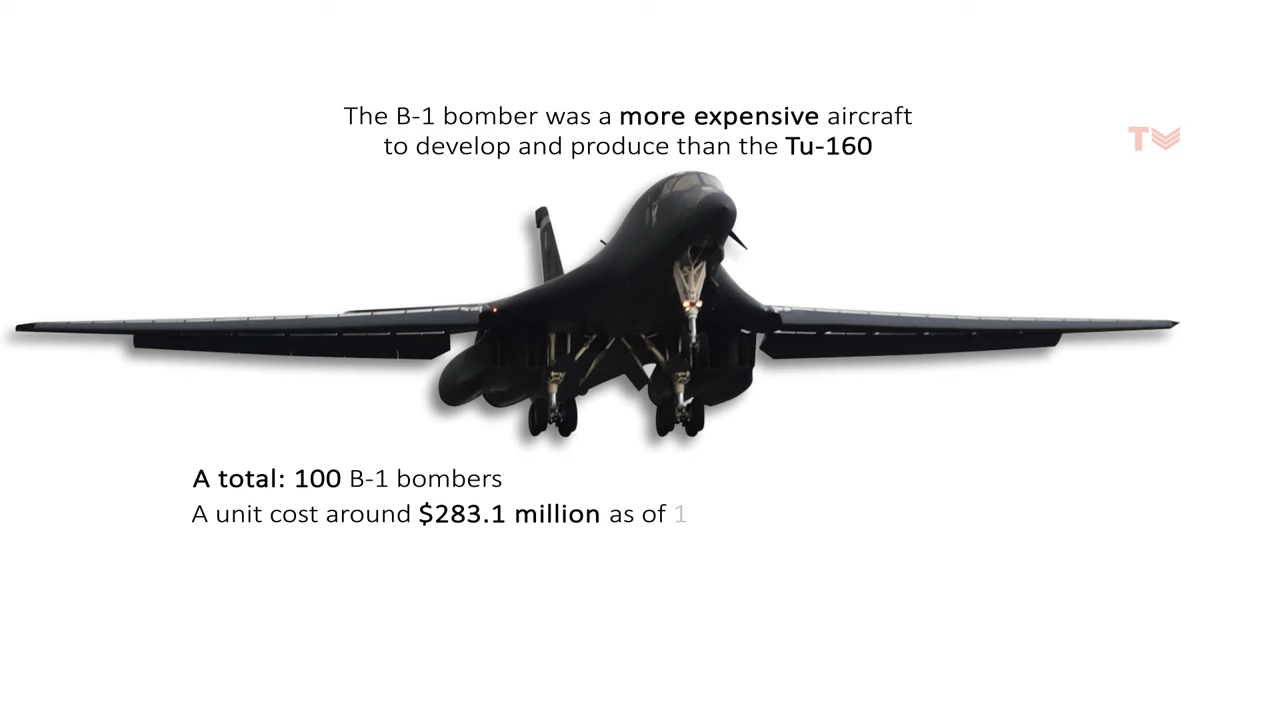 The B-1 bomber was a more expensive aircraft
to develop and produce than the Tu-160
A total: 100 B-1 bombers
A unit cost around $283.1 million as of 1